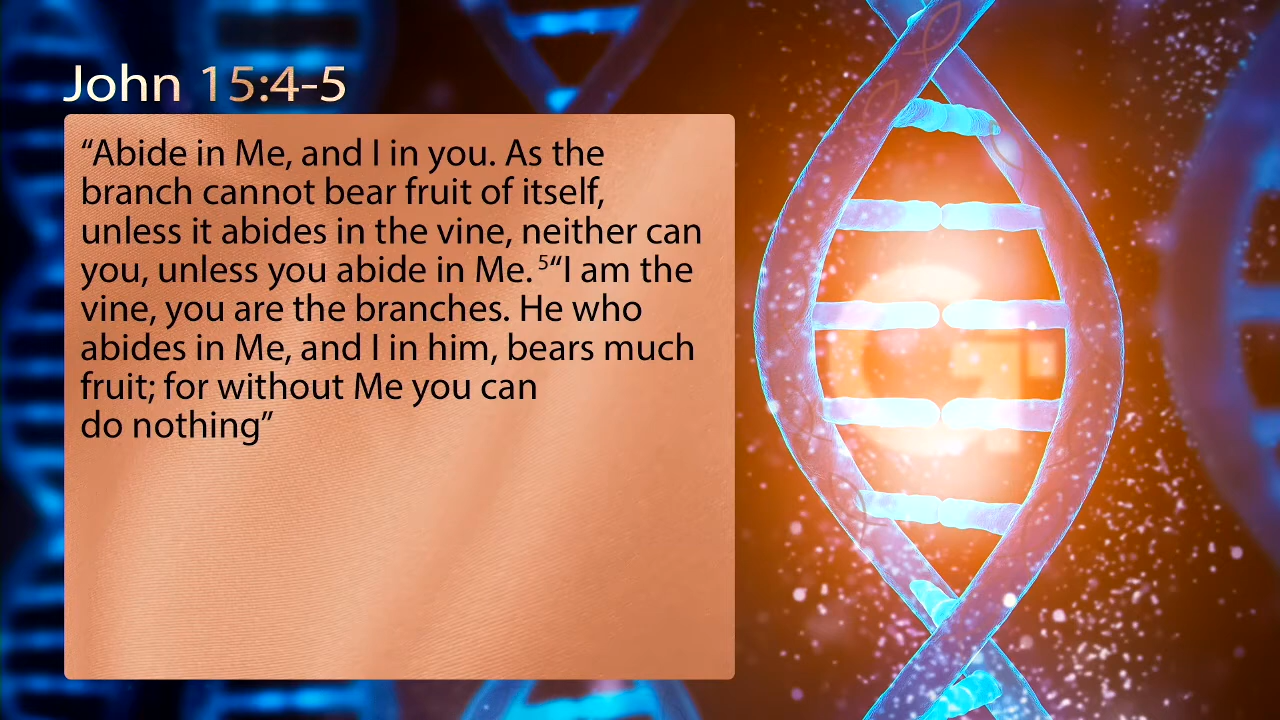 John 15:4-5
“Abide in Me, and I in you. As the
branch cannot bear fruit of itself,
unless it abides in the vine, neither can
you, unless you abide in Me. ⁵“I am the
vine, you are the branches. He who
abides in Me, and I in him, bears much
fruit; for without Me you can
do nothing”